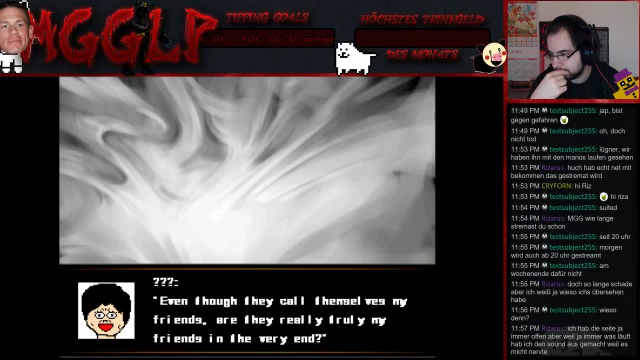 MGGLP
TIPPING GOALS
HÖCHSTES TRINKGELD
DES MONATS
???:
"Even though they call themselves my
friends, are they really truly my
friends in the very end?"
11:49 PM testsubject255: jap, bist
gegen gefahren
11:49 PM testsubject255: oh, doch
nicht tod
11:53 PM testsubject255: lügner, wir
haben ihn mit den marios laufen gesehen
11:53 PM Rizarus: huch hab echt net mit
bekommen das gestremat wird
11:53 PM CRYFORN: hi Riz
11:53 PM testsubject255: hi riza
11:54 PM testsubject255: suited
11:54 PM Rizarus: MGG wie lange
stremast du schon
11:55 PM testsubject255: seit 20 uhr
11:55 PM testsubject255: morgen
wird auch ab 20 uhr gestreamt
11:55 PM testsubject255: am
wochenende dafür nicht
11:55 PM Rizarus: doch so lange schade
aber ich weiß ja wieso ichs übersehen
habe
11:56 PM testsubject255: wieso
denn?
11:57 PM Rizarus: ich hab die seite ja
immer offen aber weil ja immer was läuft
hab ich den sound aus gemacht weil es
nicht nervte